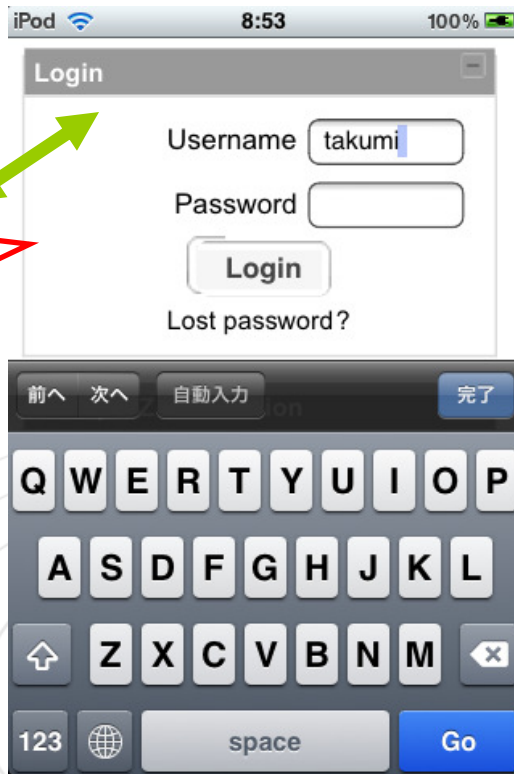 iPod 8:53 100%
Login
Username takumi
Password
Login
Lost password?
前へ 次へ 自動入力 完了
Q W E R T Y U I O P
A S D F G H J K L
Z X C V B N M
123 space Go